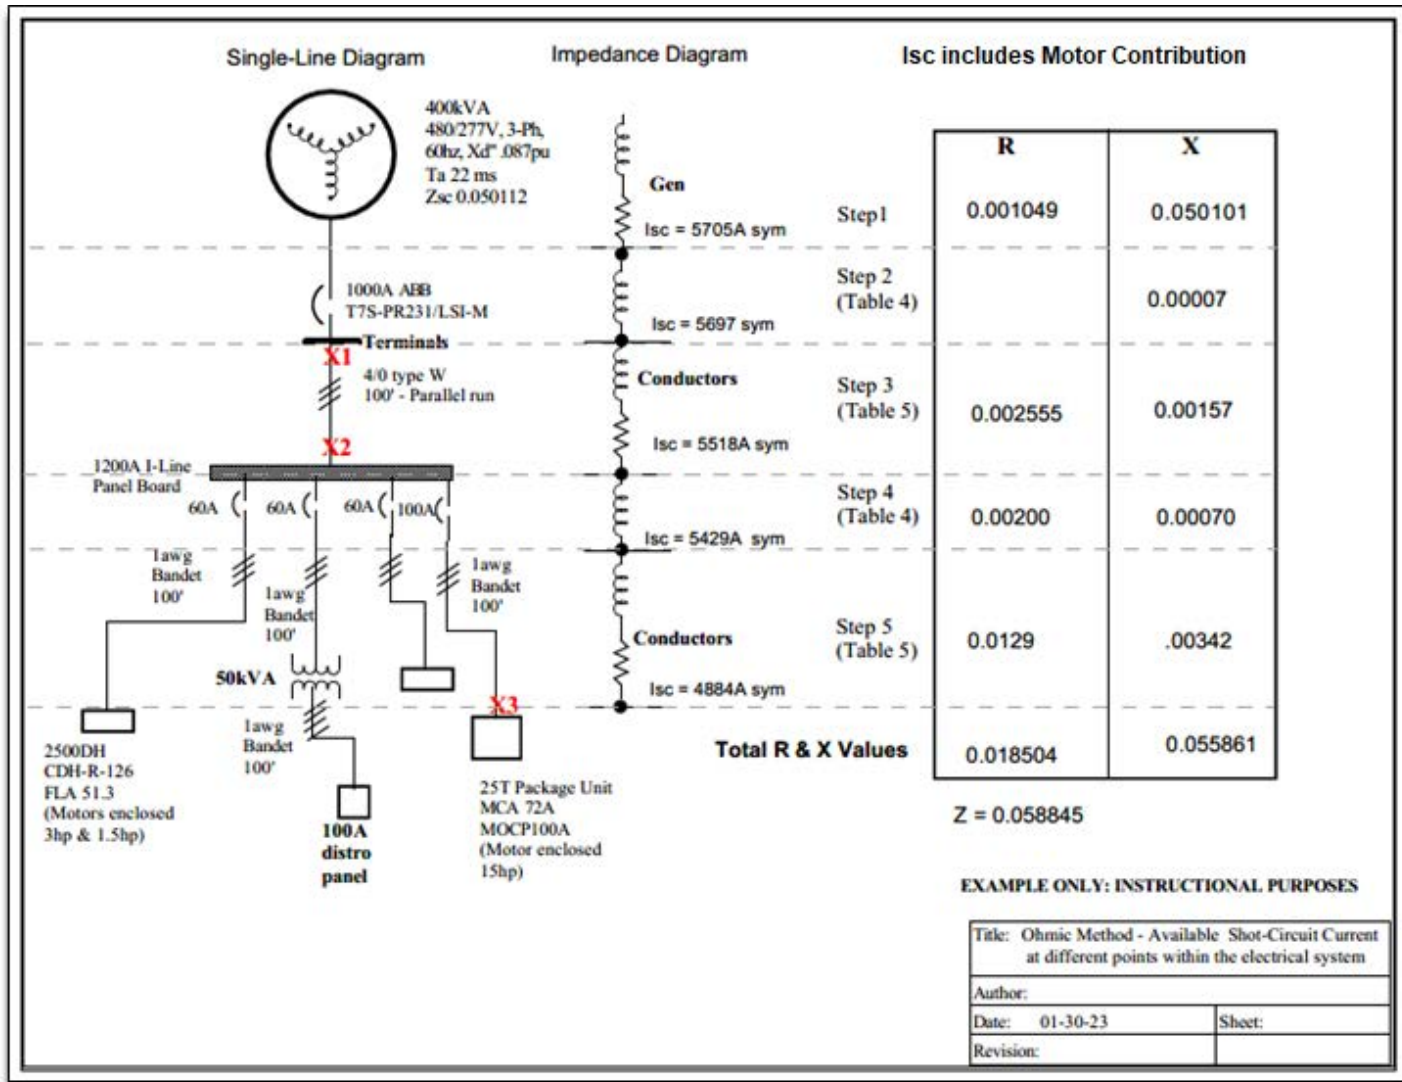 Single-Line Diagram
Impedance Diagram
Isc includes Motor Contribution
400kVA
480/277V, 3-Ph,
60hz, Xd" .087pu
Ta 22 ms
Zsc 0.050112
R X
Gen
Isc = 5705A sym
Step1 0.001049 0.050101
1000A ABB
T7S-PR231/LSI-M
Isc = 5697 sym
Step 2
(Table 4)
0.00007
Terminals
X1
4/0 type W
100' - Parallel run
Conductors
Isc = 5518A sym
Step 3
(Table 5)
0.002555 0.00157
X2
1200A I-Line
Panel Board
60A
60A
60A
100A
Isc = 5429A sym
Step 4
(Table 4)
0.00200 0.00070
1awg
Bandet
100'
1awg
Bandet
100'
1awg
Bandet
100'
Conductors
Isc = 4884A sym
Step 5
(Table 5)
0.0129 .00342
50kVA
1awg
Bandet
100'
X3
2500DH
CDH-R-126
FLA 51.3
(Motors enclosed
3hp & 1.5hp)
100A
distro
panel
25T Package Unit
MCA 72A
MOCP100A
(Motor enclosed
15hp)
Total R & X Values 0.018504 0.055861
Z = 0.058845
EXAMPLE ONLY: INSTRUCTIONAL PURPOSES
Title: Ohmic Method - Available Shot-Circuit Current
at different points within the electrical system
Author:
Date: 01-30-23 Sheet:
Revision: